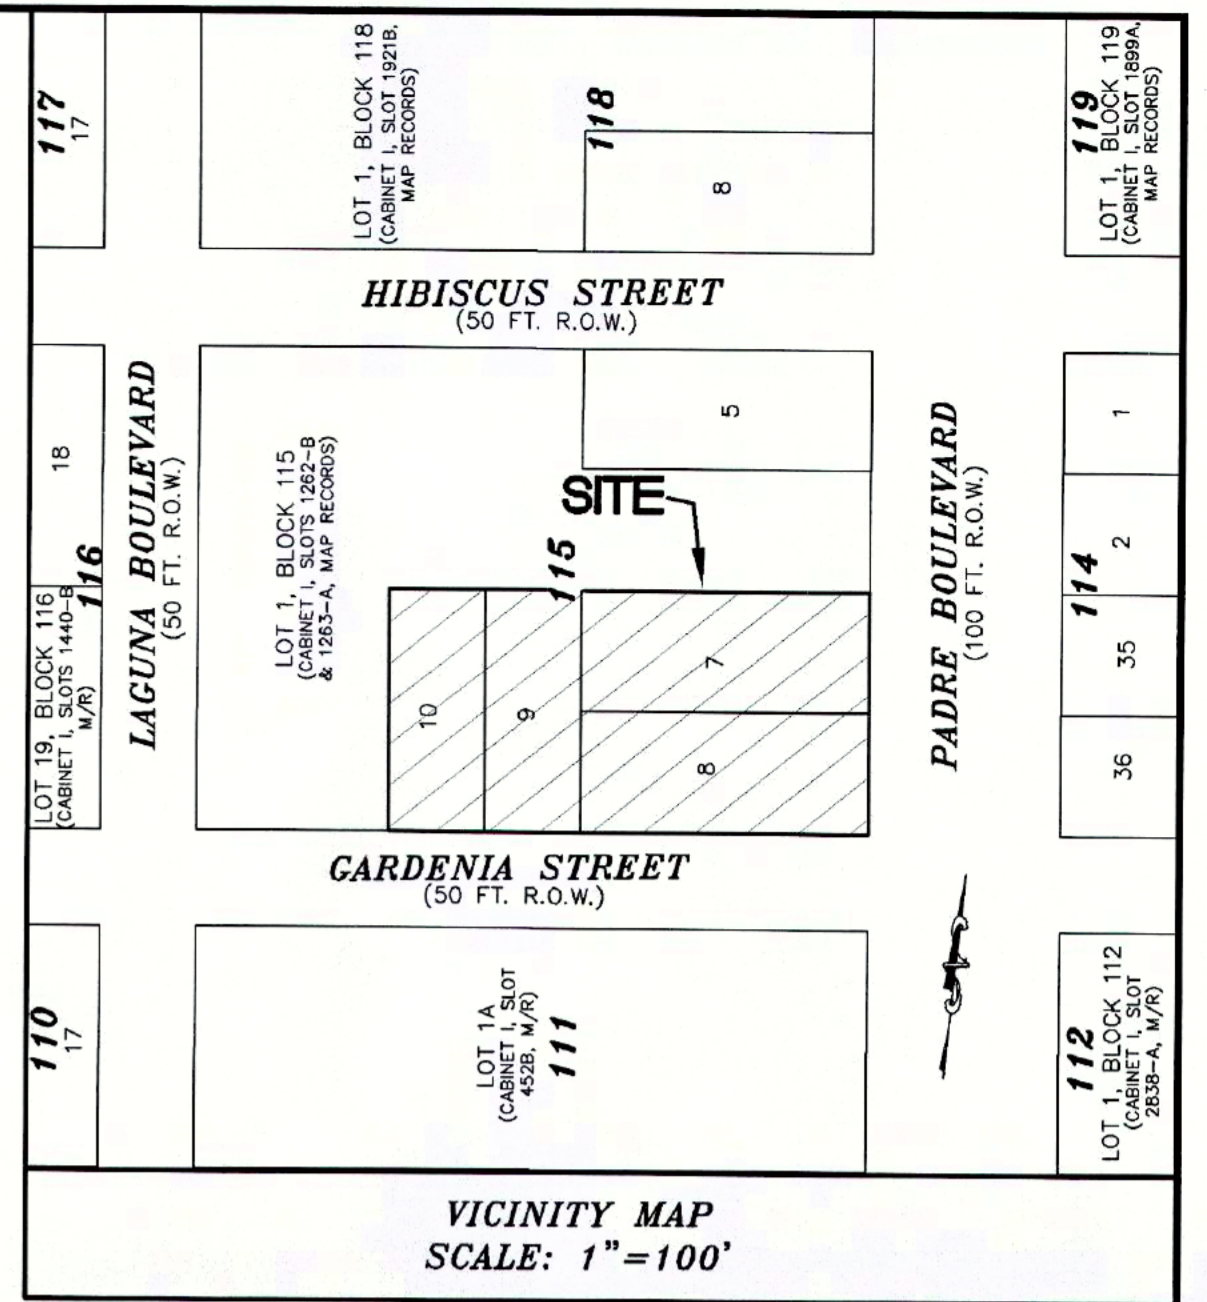 117
17
LOT 1, BLOCK 118
(CABINET I, SLOT 1921B,
MAP RECORDS)
118
8
119
LOT 1, BLOCK 119
(CABINET I, SLOT 1899A,
MAP RECORDS)
HIBISCUS STREET
(50 FT. R.O.W.)
18
116
LOT 19, BLOCK 116
(CABINET I, SLOTS 1440-B
M/R)
LAGUNA BOULEVARD
(50 FT. R.O.W.)
LOT 1, BLOCK 115
(CABINET I, SLOTS 1262-B
& 1263-A, MAP RECORDS)
5
SITE
115
10
9
7
8
PADRE BOULEVARD
(100 FT. R.O.W.)
1
2
114
35
36
GARDENIA STREET
(50 FT. R.O.W.)
110
17
LOT 1A
(CABINET I, SLOT
452B, M/R)
111
112
LOT 1, BLOCK 112
(CABINET I, SLOT
2838-A, M/R)
VICINITY MAP
SCALE: 1"=100'